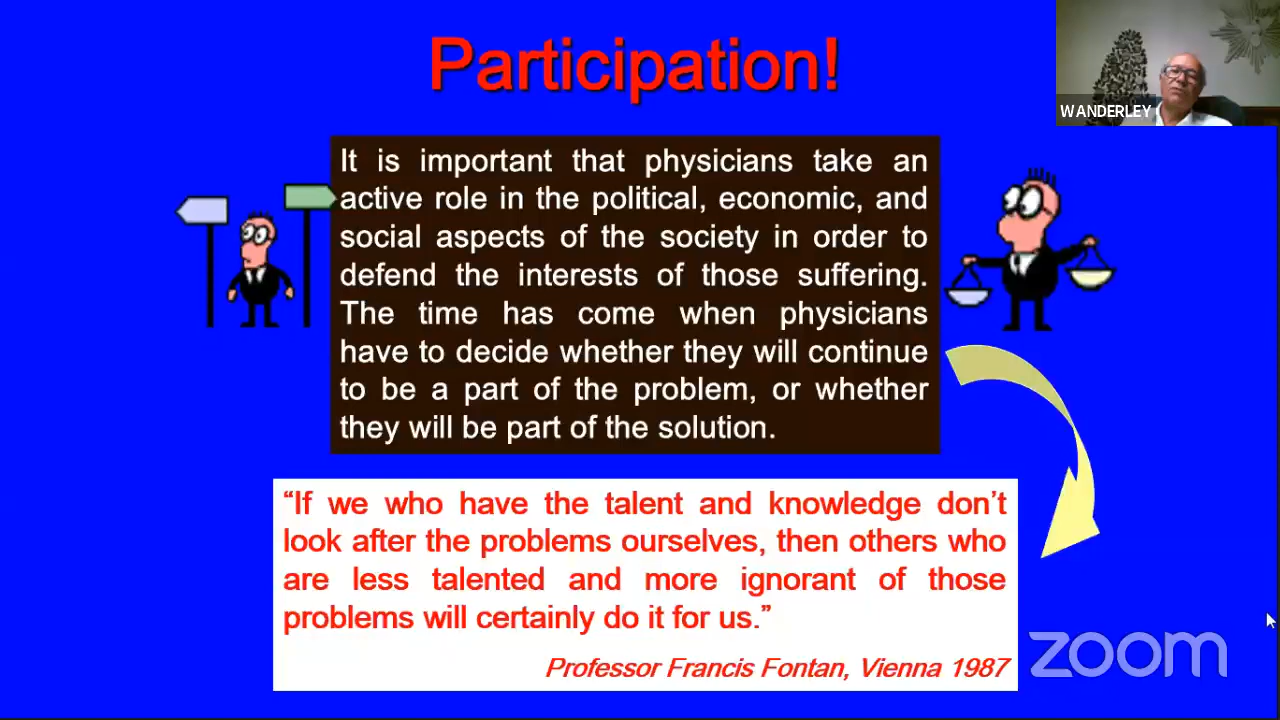 Participation!
WANDERLEY
It is important that physicians take an
active role in the political, economic, and
social aspects of the society in order to
defend the interests of those suffering.
The time has come when physicians
have to decide whether they will continue
to be a part of the problem, or whether
they will be part of the solution.
“If we who have the talent and knowledge don’t
look after the problems ourselves, then others who
are less talented and more ignorant of those
problems will certainly do it for us.”
Professor Francis Fontan, Vienna 1987
zoom